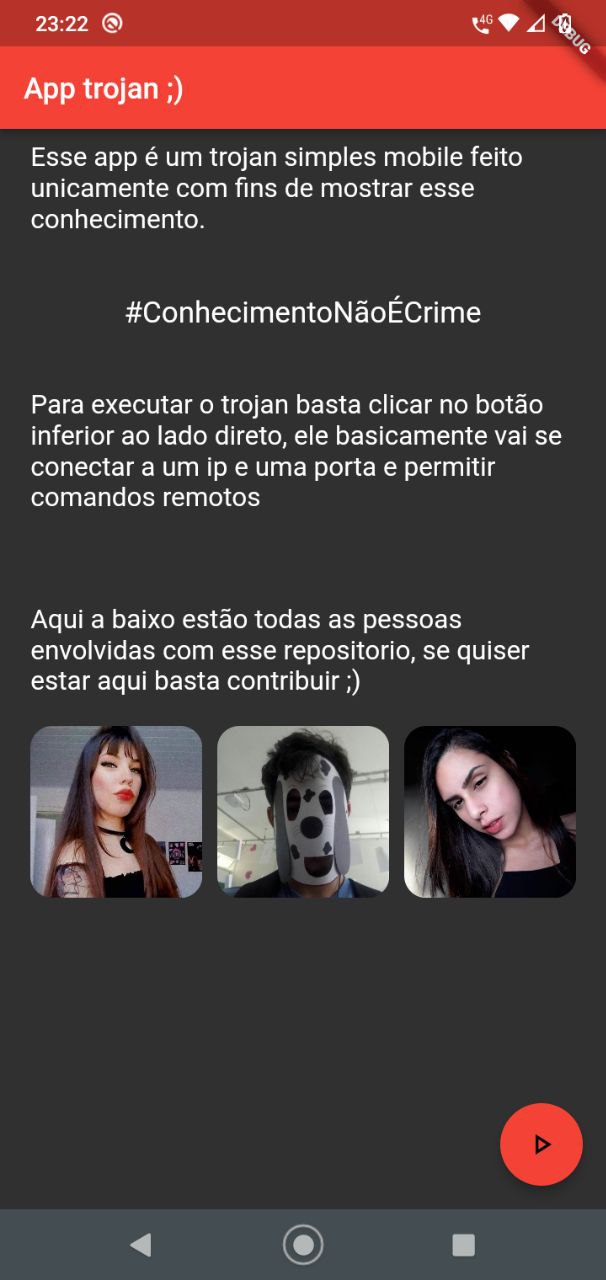 23:22
4G
DEBUG
App trojan ;)
Esse app é um trojan simples mobile feito
unicamente com fins de mostrar esse
conhecimento.
#ConhecimentoNãoÉCrime
Para executar o trojan basta clicar no botão
inferior ao lado direto, ele basicamente vai se
conectar a um ip e uma porta e permitir
comandos remotos
Aqui a baixo estão todas as pessoas
envolvidas com esse repositorio, se quiser
estar aqui basta contribuir ;)